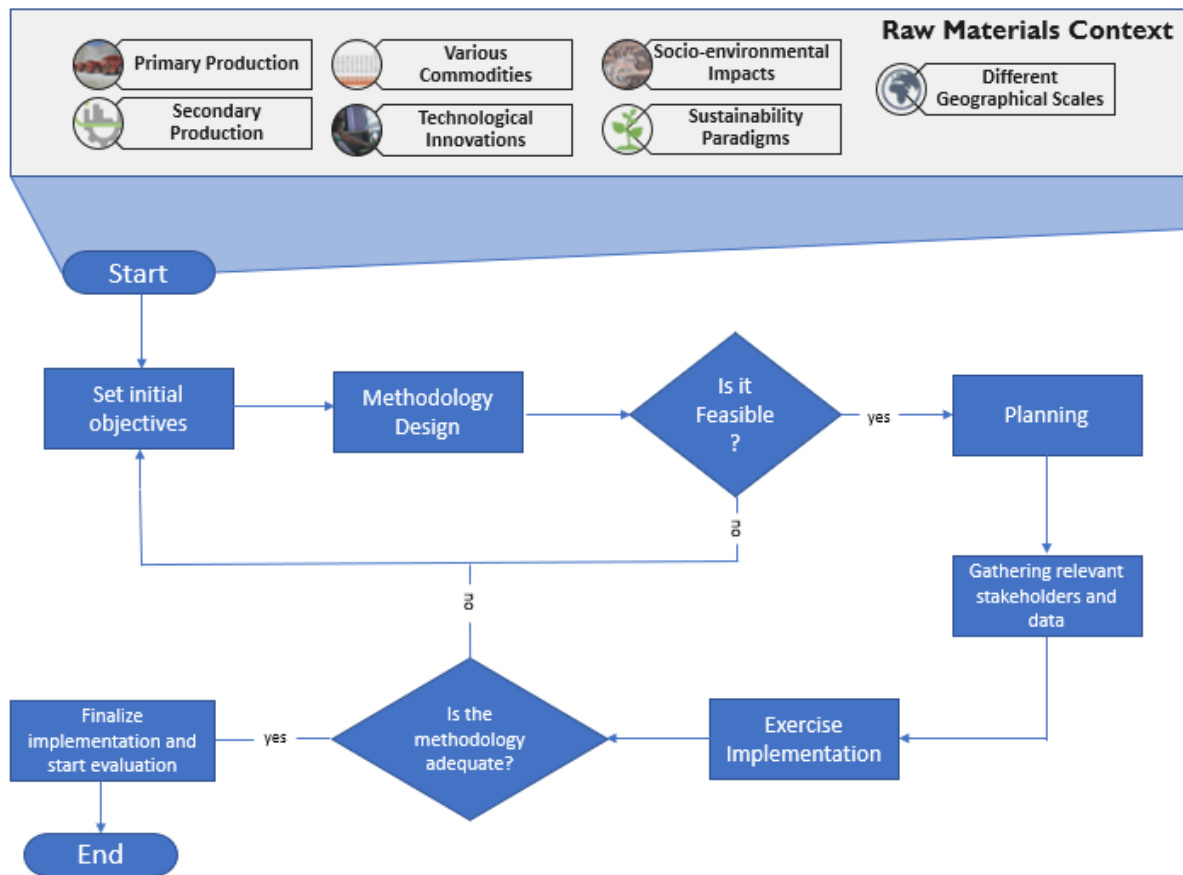 Raw Materials Context
Primary Production
Various
Commodities
Socio-environmental
Impacts
Different
Geographical Scales
Secondary
Production
Technological
Innovations
Sustainability
Paradigms
Start
Set initial
objectives
Methodology
Design
Is it
Feasible
?
yes
Planning
no
Gathering relevant
stakeholders and
data
no
Finalize
implementation and
start evaluation
yes
Is the
methodology
adequate?
Exercise
Implementation
End